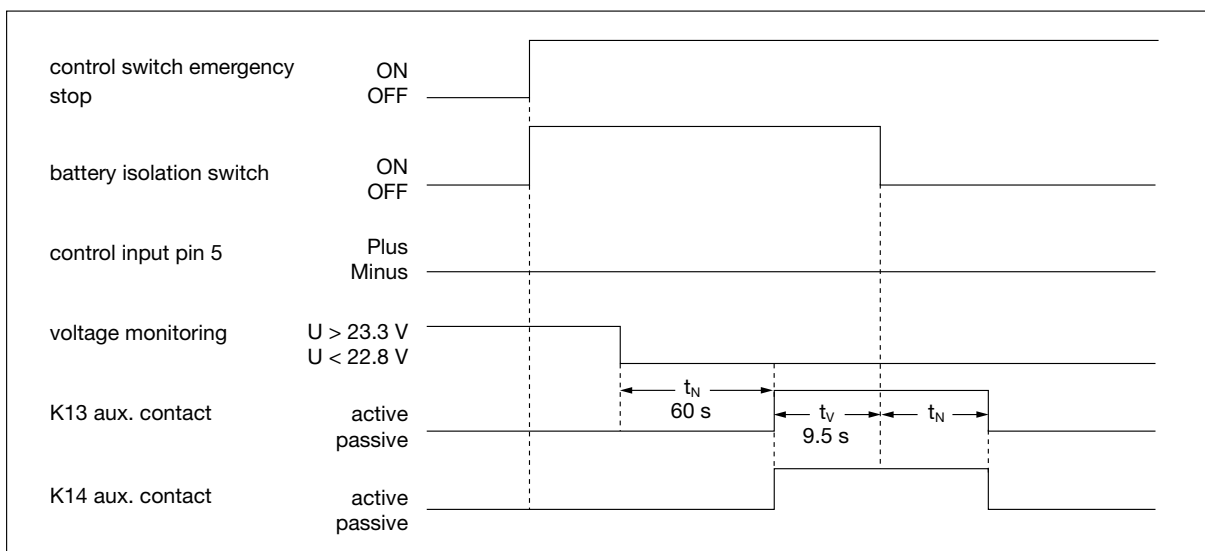 control switch emergency ON
stop OFF
battery isolation switch ON
OFF
control input pin 5 Plus
Minus
voltage monitoring U > 23.3 V
U < 22.8 V
K13 aux. contact active
passive
tN
60 s
tV
9.5 s
tN
K14 aux. contact active
passive